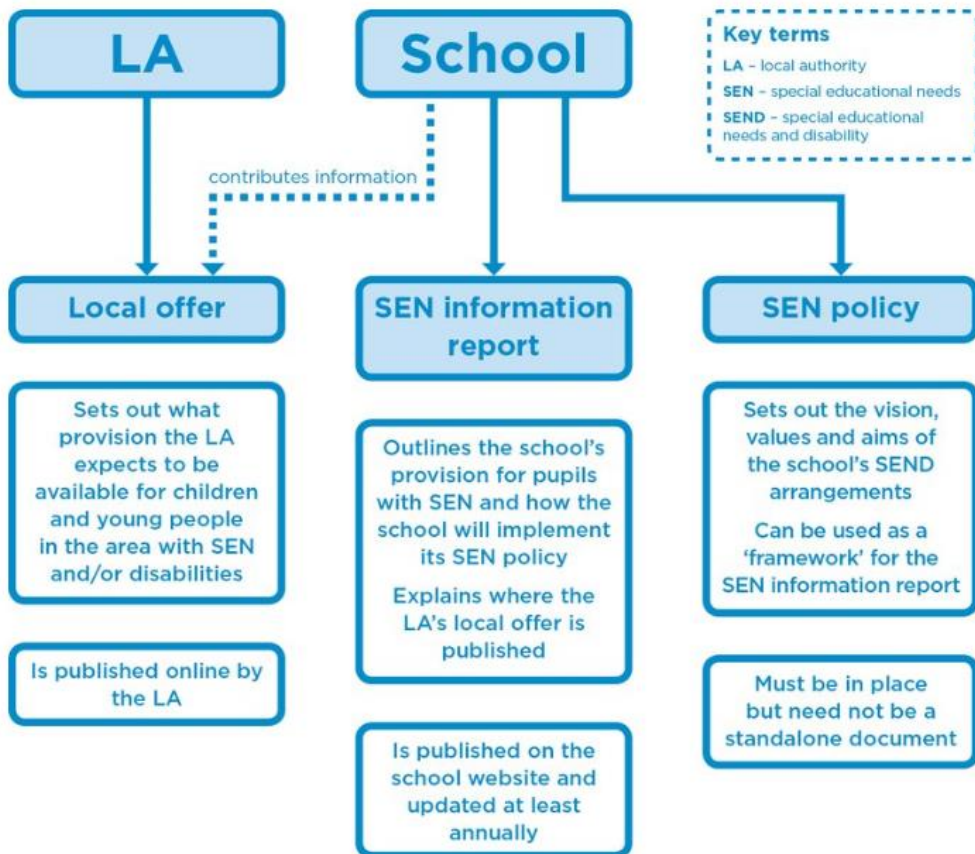 LA
School
Key terms
LA – local authority
SEN – special educational needs
SEND – special educational
needs and disability
contributes information
Local offer
Sets out what
provision the LA
expects to be
available for children
and young people
in the area with SEN
and/or disabilities
Is published online by
the LA
SEN information
report
Outlines the school's
provision for pupils
with SEN and how the
school will implement
its SEN policy
Explains where the
LA's local offer is
published
Is published on the
school website and
updated at least
annually
SEN policy
Sets out the vision,
values and aims of
the school's SEND
arrangements
Can be used as a
‘framework’ for the
SEN information report
Must be in place
but need not be a
standalone document